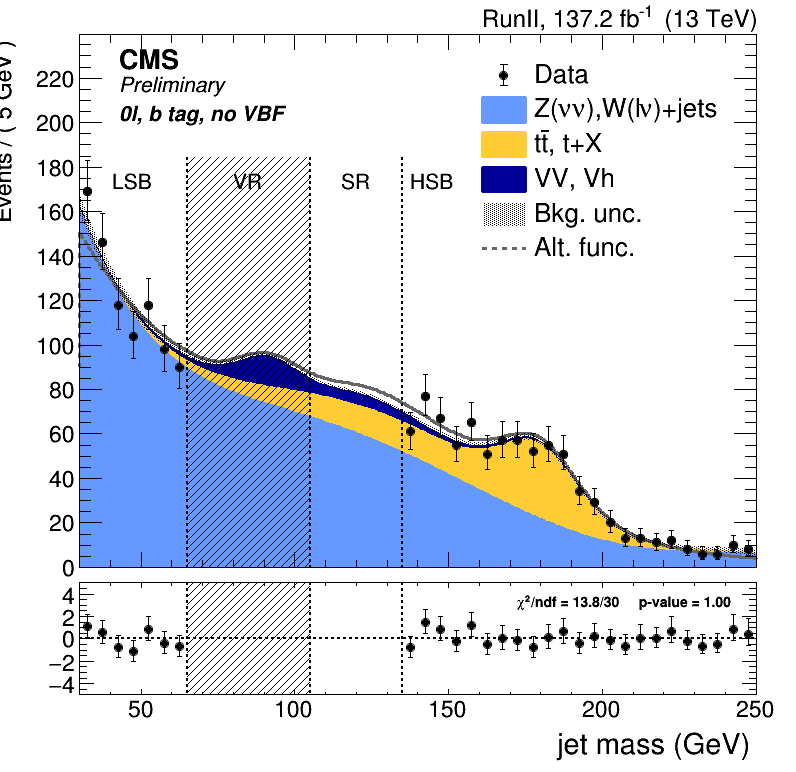 RunII, 137.2 fb⁻¹ (13 TeV)
Events / ( 5 GeV )
CMS
Preliminary
0l, b tag, no VBF
Data
Z(νν),W(lν)+jets
tt̄, t+X
VV, Vh
Bkg. unc.
Alt. func.
LSB
VR
SR
HSB
220
200
180
160
140
120
100
80
60
40
20
0
χ²/ndf = 13.8/30 p-value = 1.00
4
2
0
−2
−4
50
100
150
200
250
jet mass (GeV)